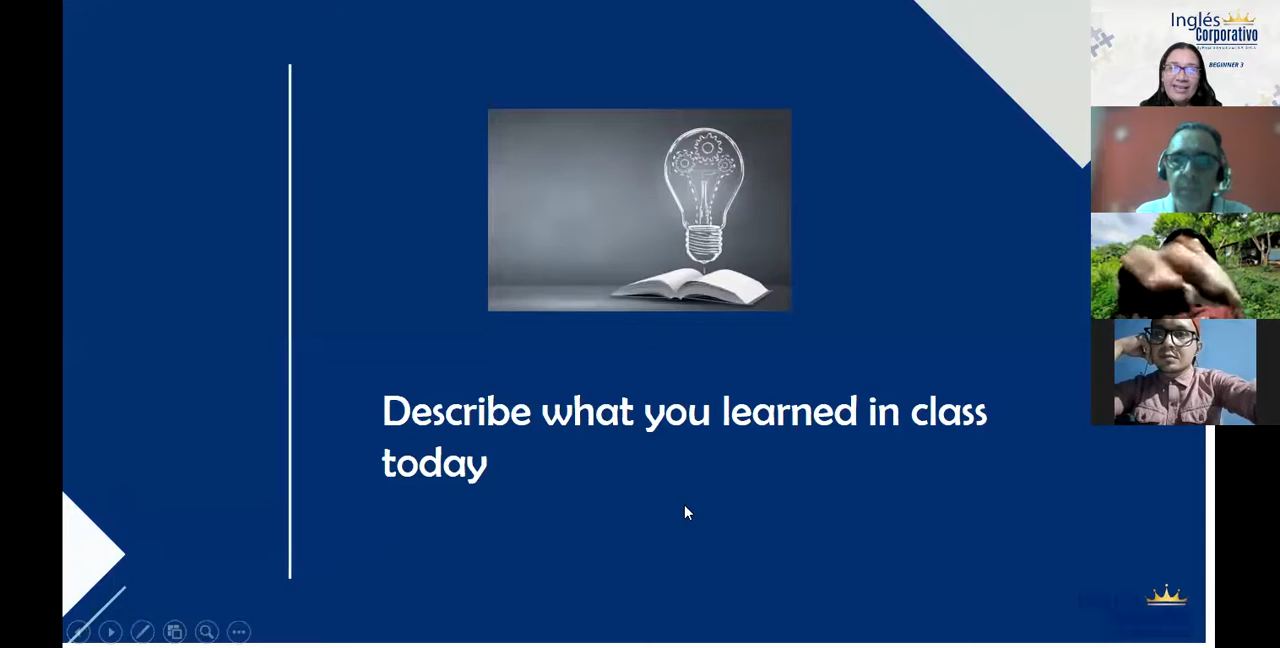 Inglés
Corporativo
BEGINNER 3
Describe what you learned in class
today